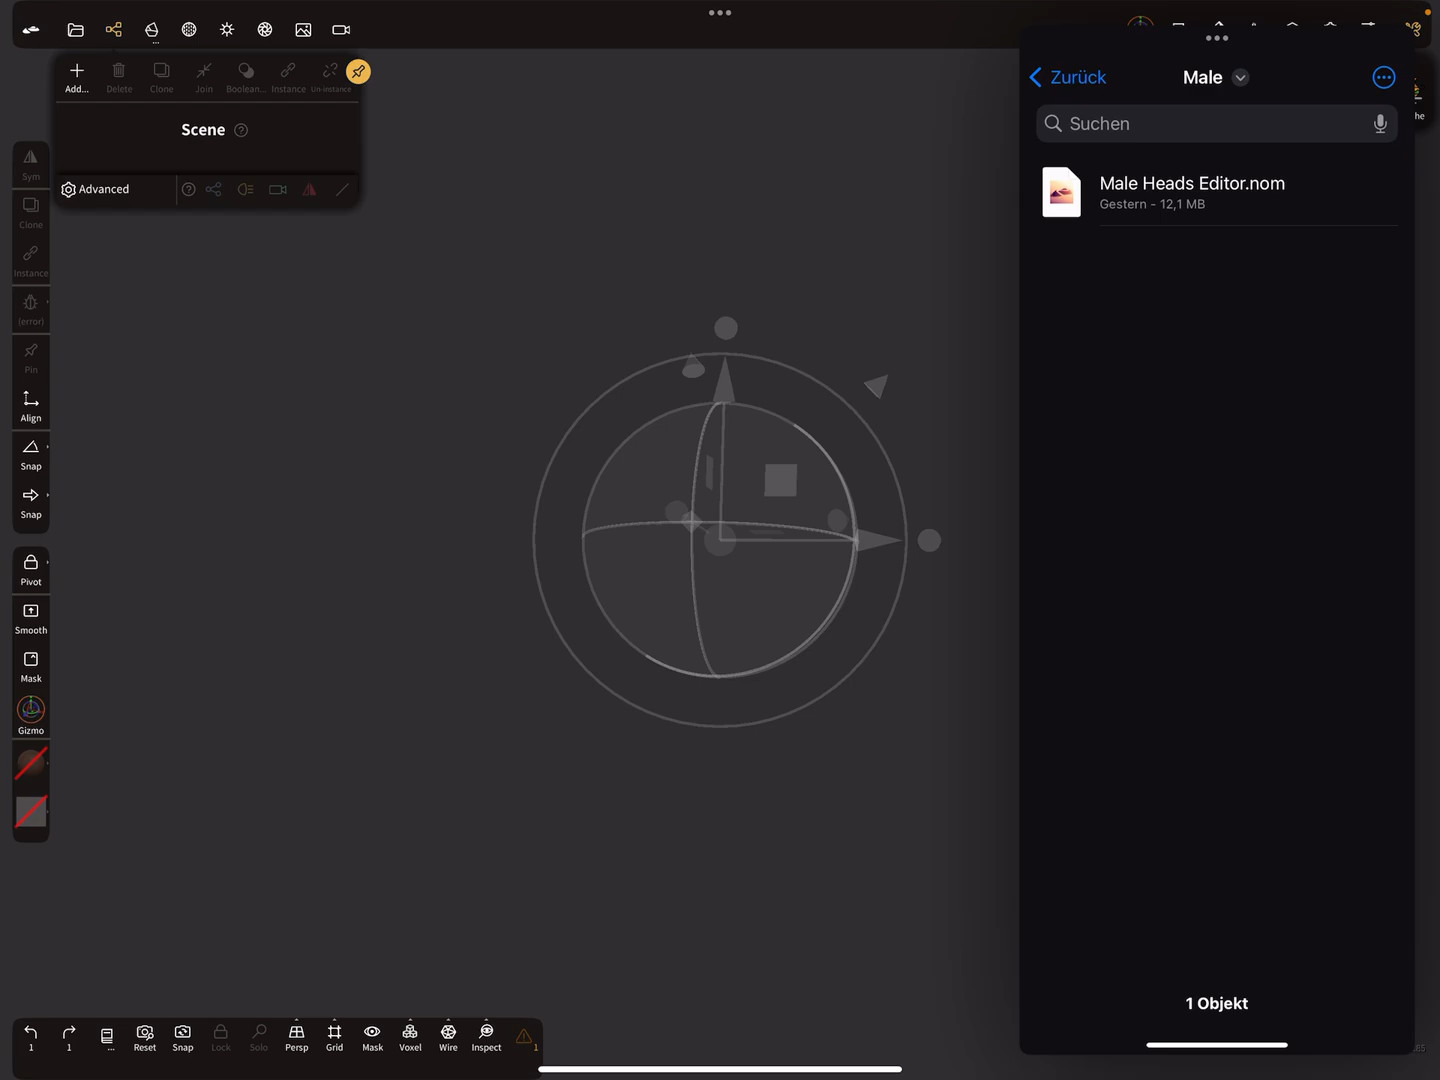 Add...
Delete
Clone
Join
Boolean...
Instance
Un-instance
Scene
Advanced
Sym
Clone
Instance
(error)
Pin
Align
Snap
Snap
Pivot
Smooth
Mask
Gizmo
1
1
...
Reset
Snap
Lock
Solo
Persp
Grid
Mask
Voxel
Wire
Inspect
1
Zurück
Male
Suchen
Male Heads Editor.nom
Gestern - 12,1 MB
1 Objekt